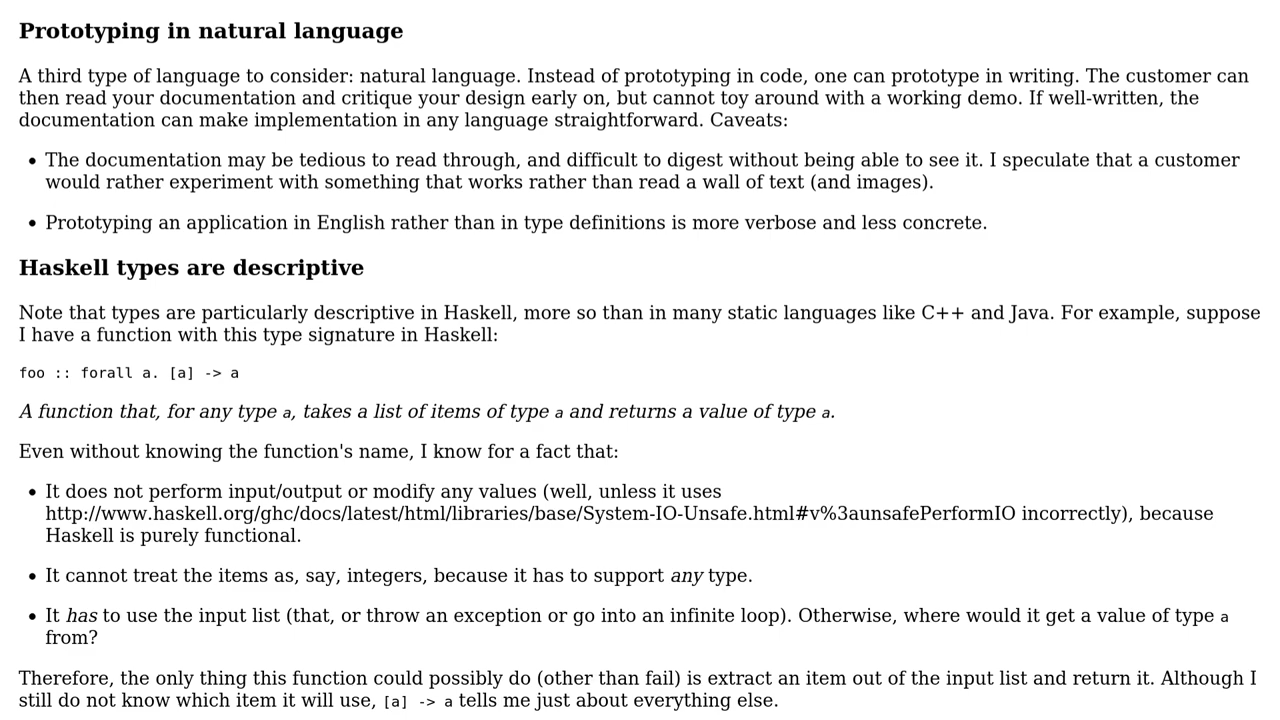 Prototyping in natural language
A third type of language to consider: natural language. Instead of prototyping in code, one can prototype in writing. The customer can
then read your documentation and critique your design early on, but cannot toy around with a working demo. If well-written, the
documentation can make implementation in any language straightforward. Caveats:
• The documentation may be tedious to read through, and difficult to digest without being able to see it. I speculate that a customer
would rather experiment with something that works rather than read a wall of text (and images).
• Prototyping an application in English rather than in type definitions is more verbose and less concrete.
Haskell types are descriptive
Note that types are particularly descriptive in Haskell, more so than in many static languages like C++ and Java. For example, suppose
I have a function with this type signature in Haskell:
foo :: forall a. [a] -> a
A function that, for any type a, takes a list of items of type a and returns a value of type a.
Even without knowing the function's name, I know for a fact that:
• It does not perform input/output or modify any values (well, unless it uses
http://www.haskell.org/ghc/docs/latest/html/libraries/base/System-IO-Unsafe.html#v%3aunsafePerformIO incorrectly), because
Haskell is purely functional.
• It cannot treat the items as, say, integers, because it has to support any type.
• It has to use the input list (that, or throw an exception or go into an infinite loop). Otherwise, where would it get a value of type a
from?
Therefore, the only thing this function could possibly do (other than fail) is extract an item out of the input list and return it. Although I
still do not know which item it will use, [a] -> a tells me just about everything else.